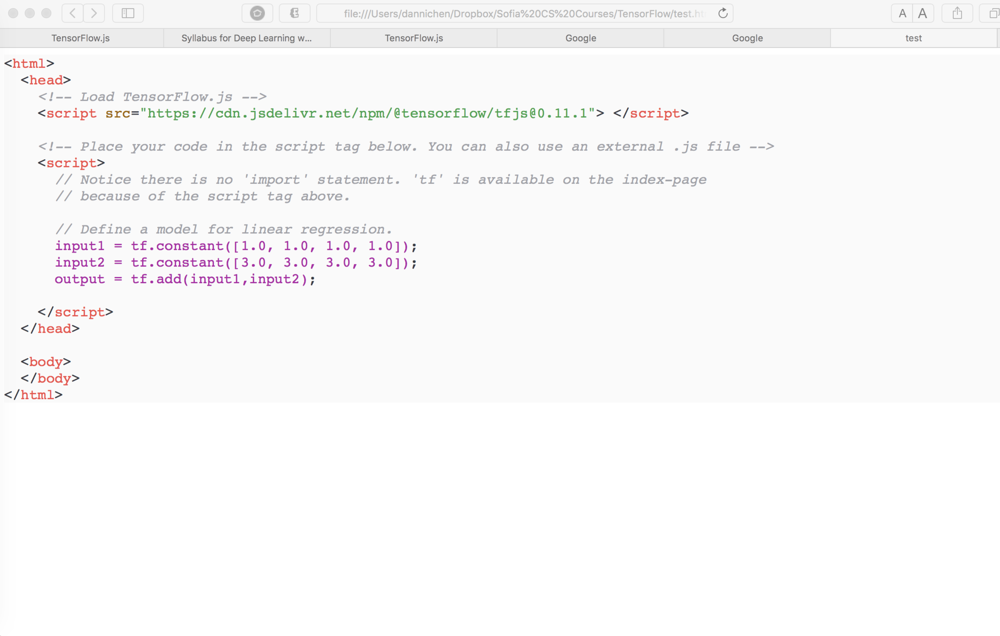 file:///Users/dannichen/Dropbox/Sofia%20CS%20Courses/TensorFlow/test.ht
A A
TensorFlow.js
Syllabus for Deep Learning w...
TensorFlow.js
Google
Google
test
<html>
<head>
<!-- Load TensorFlow.js -->
<script src="https://cdn.jsdelivr.net/npm/@tensorflow/tfjs@0.11.1"> </script>
<!-- Place your code in the script tag below. You can also use an external .js file -->
<script>
// Notice there is no 'import' statement. 'tf' is available on the index-page
// because of the script tag above.
// Define a model for linear regression.
input1 = tf.constant([1.0, 1.0, 1.0, 1.0]);
input2 = tf.constant([3.0, 3.0, 3.0, 3.0]);
output = tf.add(input1,input2);
</script>
</head>
<body>
</body>
</html>